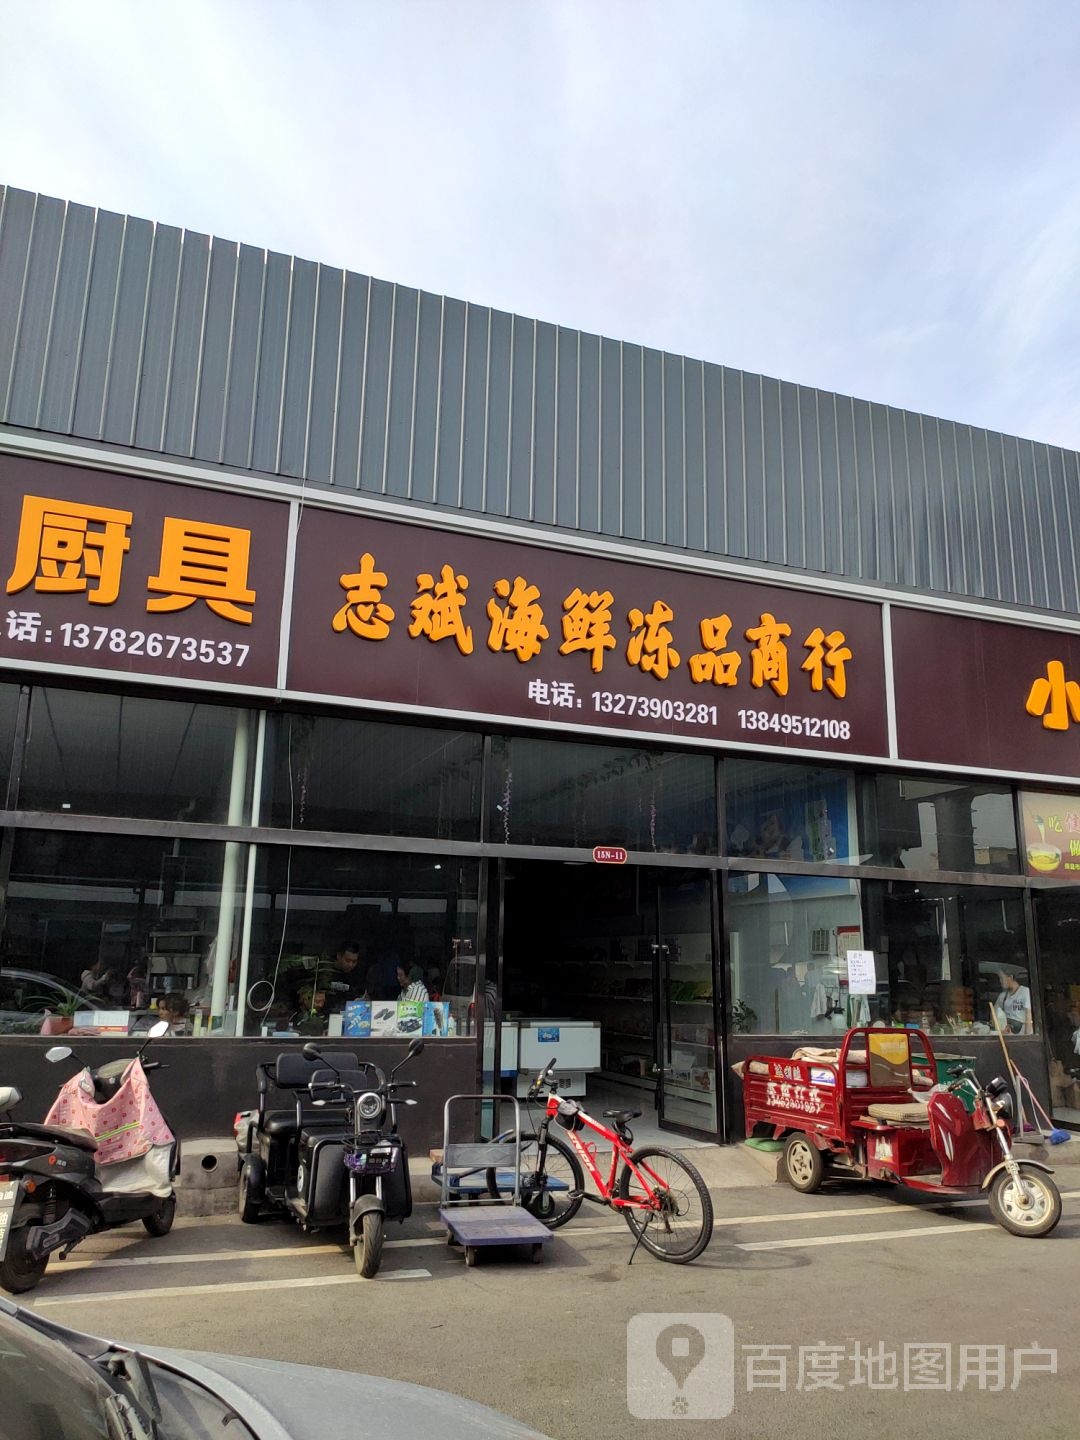 厨具
话:13782673537
志斌海鲜冻品商行
电话:13273903281 13849512108
小
15N-11
吃
百度地图用户